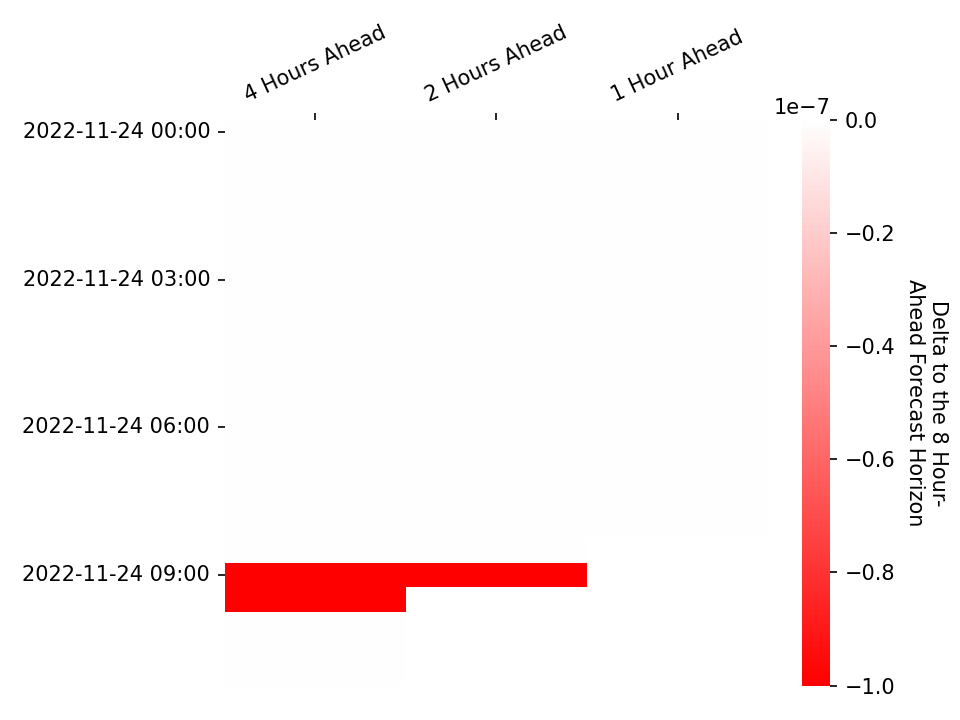 4 Hours Ahead
2 Hours Ahead
1 Hour Ahead
1e−7
2022-11-24 00:00
2022-11-24 03:00
2022-11-24 06:00
2022-11-24 09:00
0.0
−0.2
−0.4
−0.6
−0.8
−1.0
Delta to the 8 Hour-
Ahead Forecast Horizon